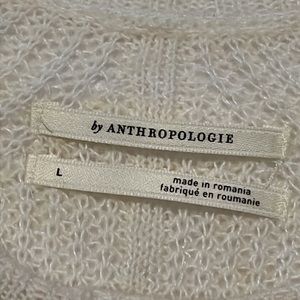 by ANTHROPOLOGIE
L
made in romania
fabriqué en roumanie